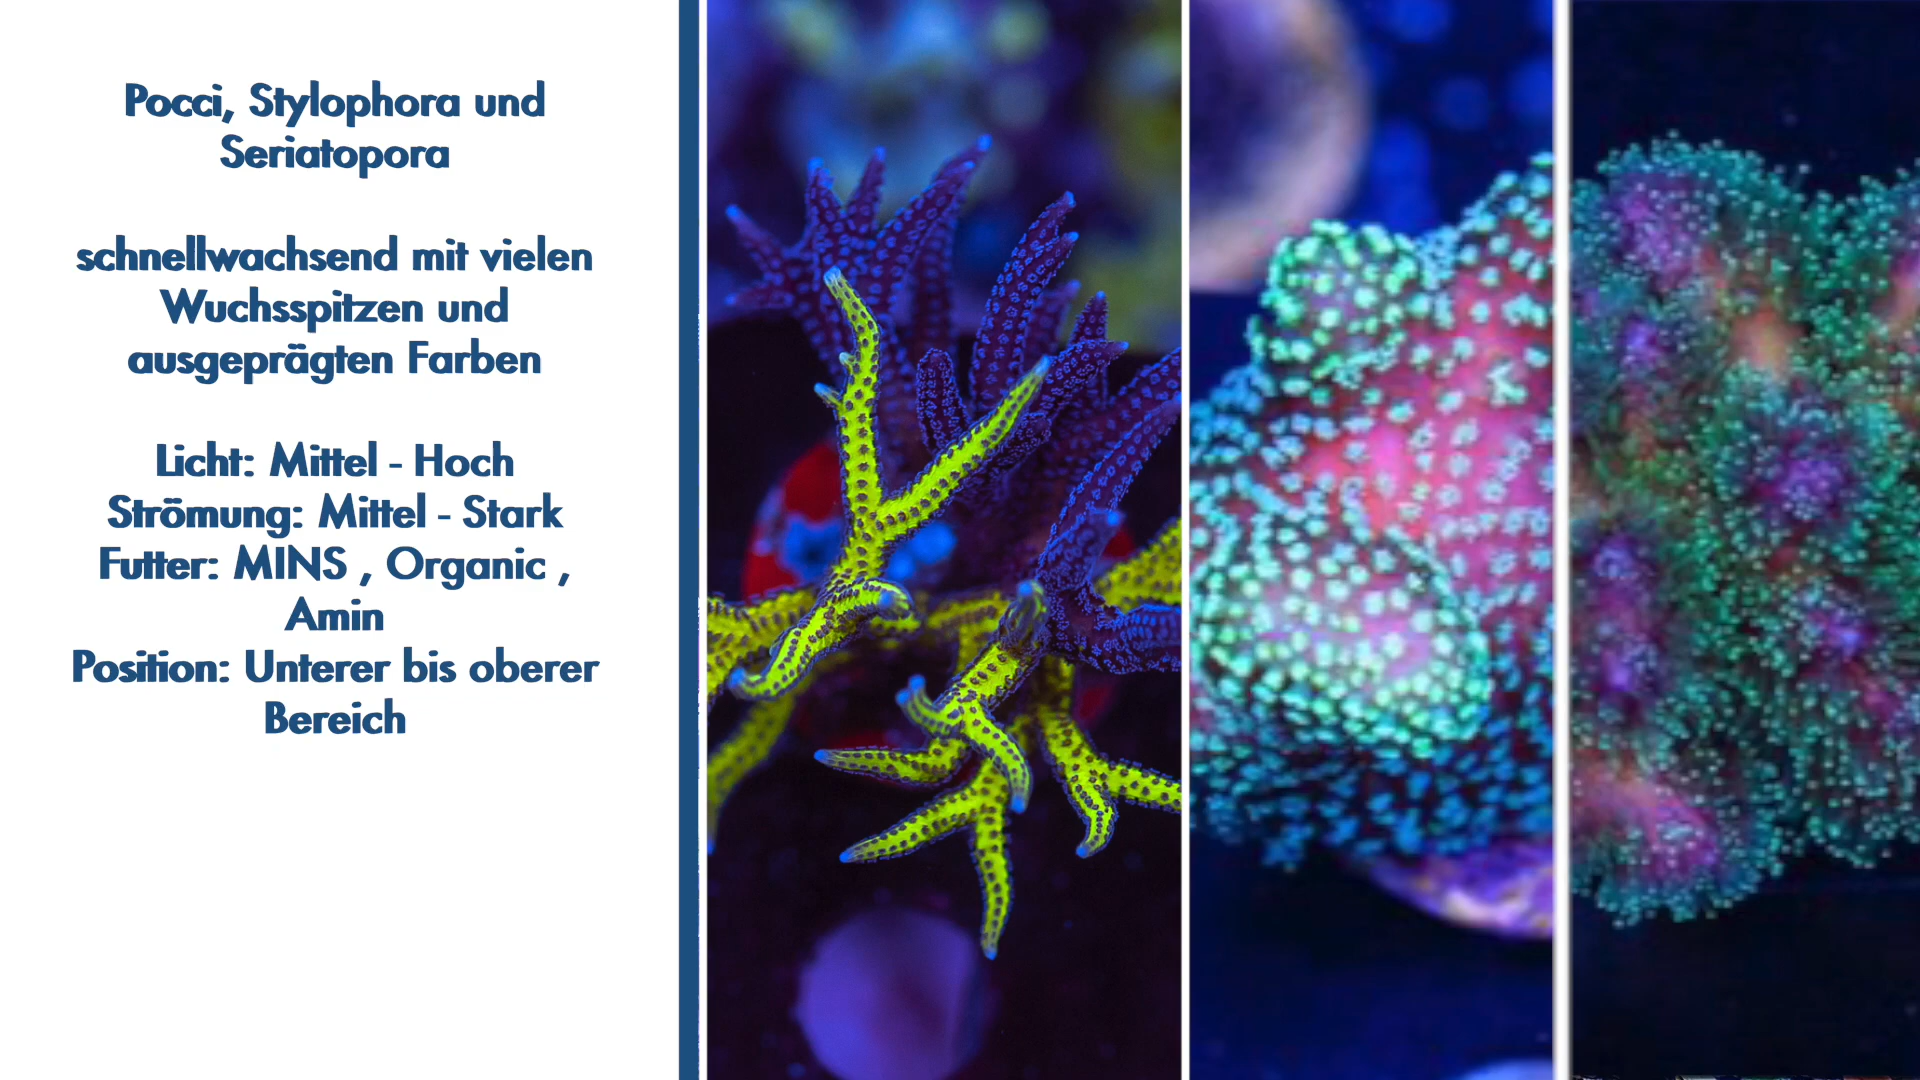 Pocci, Stylophora und
Seriatopora
schnellwachsend mit vielen
Wuchsspitzen und
ausgeprägten Farben
Licht: Mittel - Hoch
Strömung: Mittel - Stark
Futter: MINS , Organic ,
Amin
Position: Unterer bis oberer
Bereich